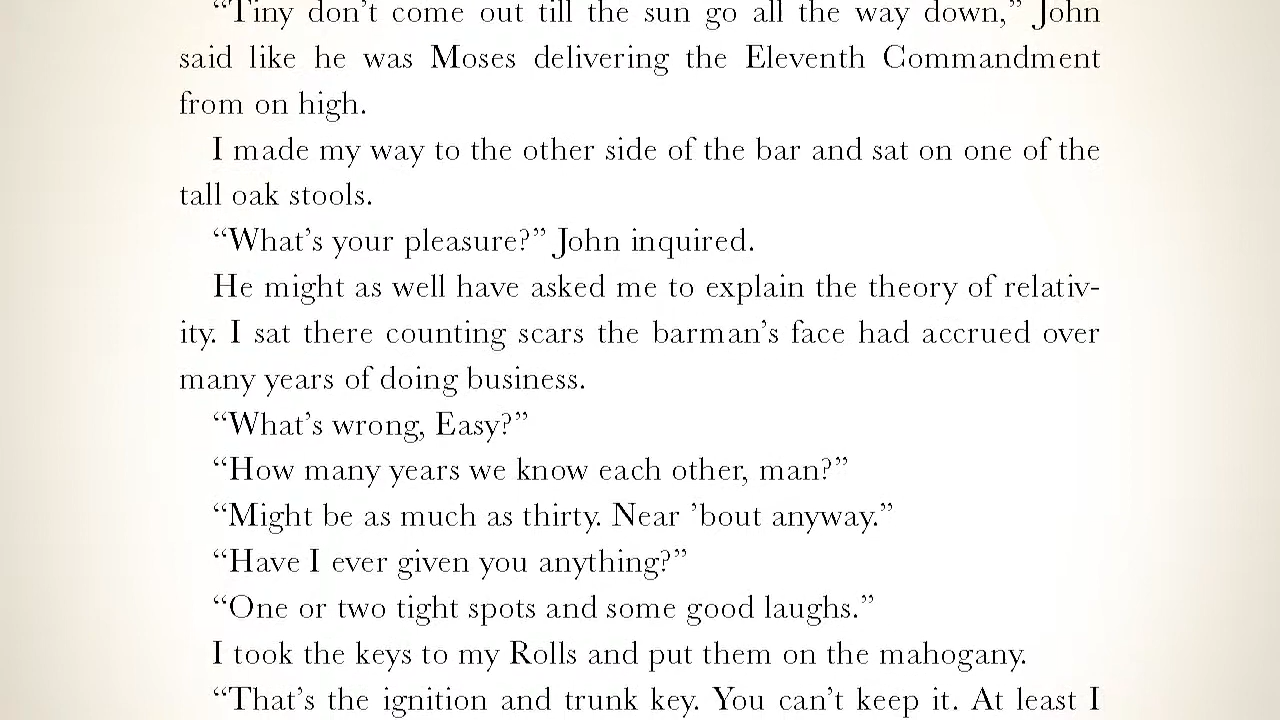 “Tiny don’t come out till the sun go all the way down,” John
said like he was Moses delivering the Eleventh Commandment
from on high.
I made my way to the other side of the bar and sat on one of the
tall oak stools.
“What’s your pleasure?” John inquired.
He might as well have asked me to explain the theory of relativ-
ity. I sat there counting scars the barman’s face had accrued over
many years of doing business.
“What’s wrong, Easy?”
“How many years we know each other, man?”
“Might be as much as thirty. Near ’bout anyway.”
“Have I ever given you anything?”
“One or two tight spots and some good laughs.”
I took the keys to my Rolls and put them on the mahogany.
“That’s the ignition and trunk key. You can’t keep it. At least I